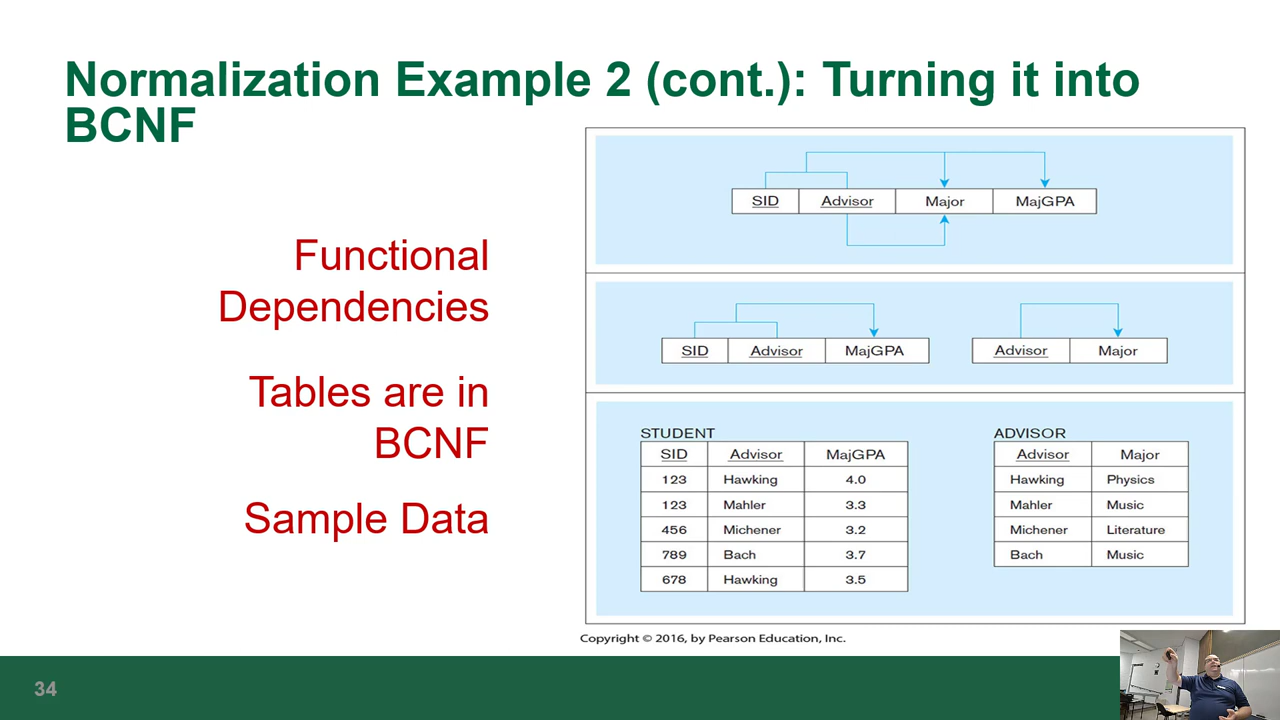 Normalization Example 2 (cont.): Turning it into
BCNF
Functional
Dependencies
Tables are in
BCNF
Sample Data
SID Advisor Major MajGPA
SID Advisor MajGPA
Advisor Major
STUDENT
SID Advisor MajGPA
123 Hawking 4.0
123 Mahler 3.3
456 Michener 3.2
789 Bach 3.7
678 Hawking 3.5
ADVISOR
Advisor Major
Hawking Physics
Mahler Music
Michener Literature
Bach Music
Copyright © 2016, by Pearson Education, Inc.
34